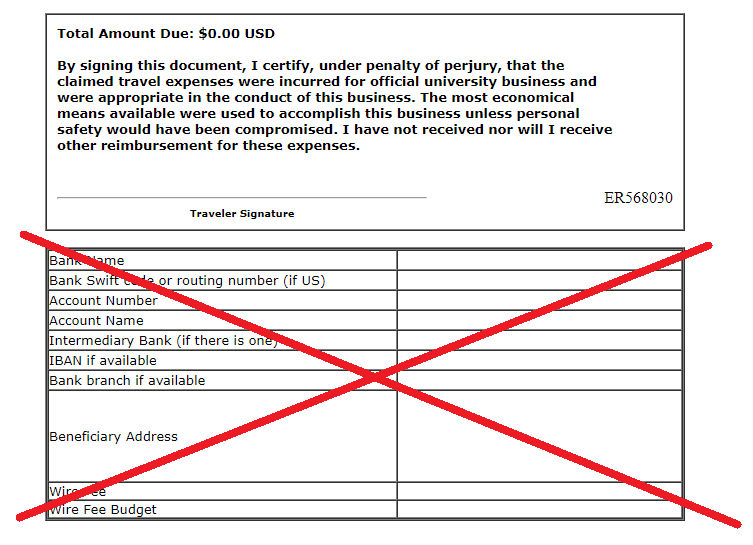 Total Amount Due: $0.00 USD
By signing this document, I certify, under penalty of perjury, that the
claimed travel expenses were incurred for official university business and
were appropriate in the conduct of this business. The most economical
means available were used to accomplish this business unless personal
safety would have been compromised. I have not received nor will I receive
other reimbursement for these expenses.
ER568030
Traveler Signature
Bank Name
Bank Swift code or routing number (if US)
Account Number
Account Name
Intermediary Bank (if there is one)
IBAN if available
Bank branch if available
Beneficiary Address
Wire Fee
Wire Fee Budget